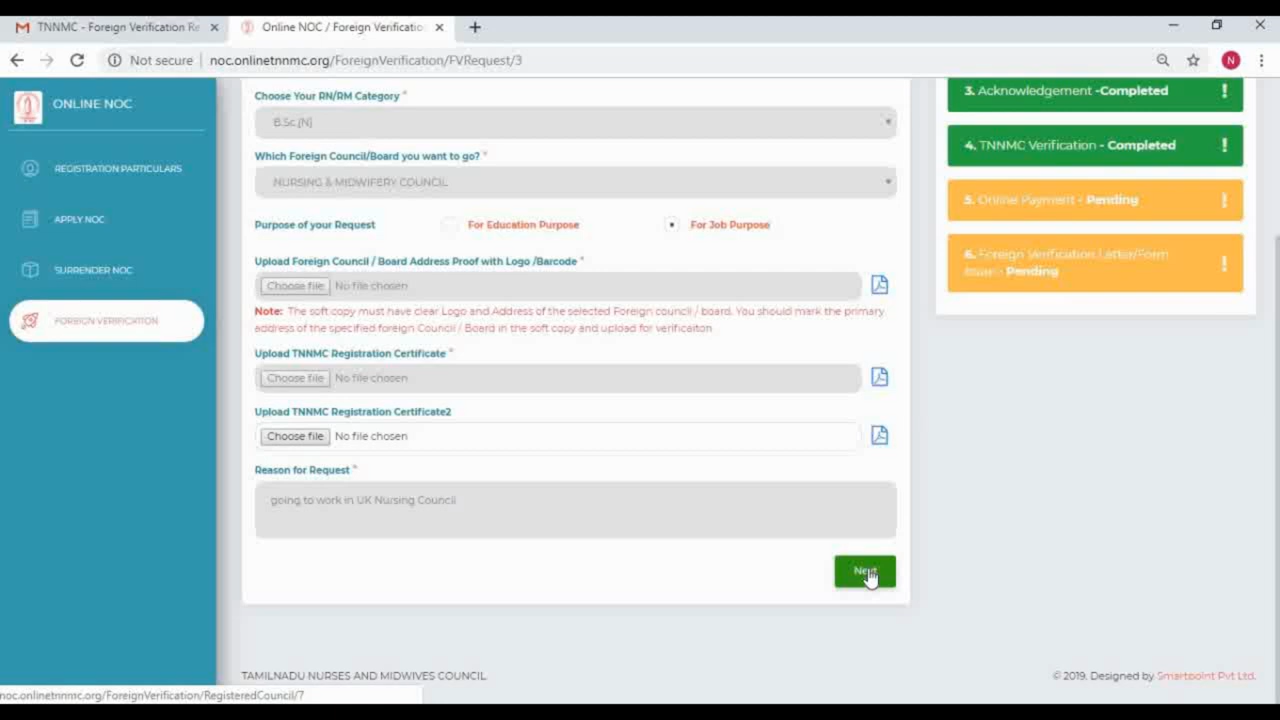 TNNMC - Foreign Verification Re
Online NOC / Foreign Verificatio
Not secure
noc.onlinetnnmc.org/ForeignVerification/FVRequest/3
N
ONLINE NOC
REGISTRATION PARTICULARS
APPLY NOC
SURRENDER NOC
FOREIGN VERIFICATION
Choose Your RN/RM Category *
B.Sc.[N]
Which Foreign Council/Board you want to go? *
NURSING & MIDWIFERY COUNCIL
Purpose of your Request
For Education Purpose
For Job Purpose
Upload Foreign Council / Board Address Proof with Logo /Barcode *
Choose file No file chosen
Note: The soft copy must have clear Logo and Address of the selected Foreign council / board. You should mark the primary
address of the specified foreign Council / Board in the soft copy and upload for verificaiton.
Upload TNNMC Registration Certificate *
Choose file No file chosen
Upload TNNMC Registration Certificate2
Choose file No file chosen
Reason for Request *
going to work in UK Nursing Council
Next
3. Acknowledgement -Completed !
4. TNNMC Verification - Completed !
5. Online Payment - Pending !
6. Foreign Verification Letter/Form !
- Pending
TAMILNADU NURSES AND MIDWIVES COUNCIL
© 2019. Designed by Smartpoint Pvt Ltd.
noc.onlinetnnmc.org/ForeignVerification/RegisteredCouncil/7